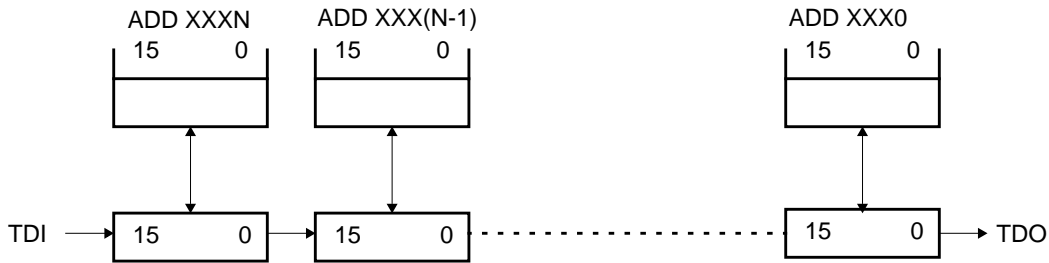 ADD XXXN ADD XXX(N-1) ADD XXX0
15 0 15 0 15 0
TDI 15 0 15 0 15 0 TDO